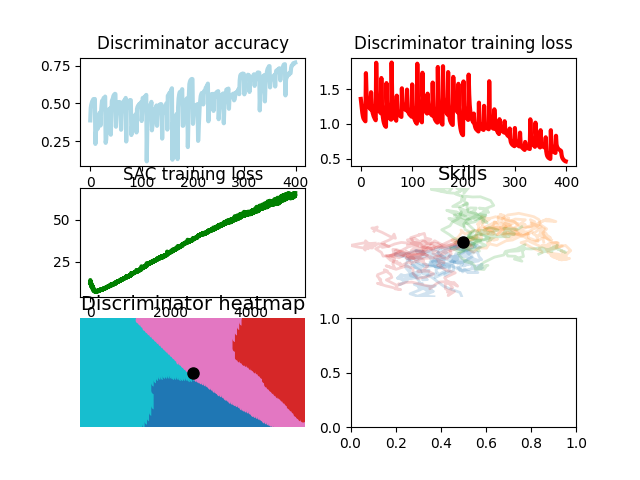 Discriminator accuracy
0.75
0.50
0.25
0 100 200 300 400
Discriminator training loss
1.5
1.0
0.5
0 100 200 300 400
SAC training loss
50
25
0 2000 4000
Skills
Discriminator heatmap
1.0
0.5
0.0
0.0 0.2 0.4 0.6 0.8 1.0